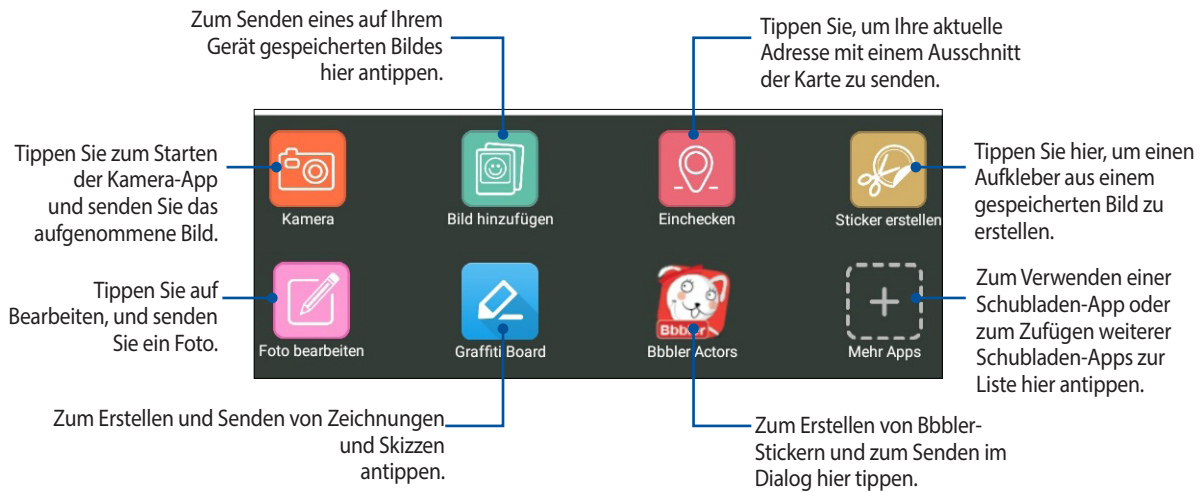 Zum Senden eines auf Ihrem
Gerät gespeicherten Bildes
hier antippen.
Tippen Sie, um Ihre aktuelle
Adresse mit einem Ausschnitt
der Karte zu senden.
Tippen Sie zum Starten
der Kamera-App
und senden Sie das
aufgenommene Bild.
Kamera
Bild hinzufügen
Einchecken
Sticker erstellen
Tippen Sie hier, um einen
Aufkleber aus einem
gespeicherten Bild zu
erstellen.
Tippen Sie auf
Bearbeiten, und senden
Sie ein Foto.
Bbbler
Foto bearbeiten
Graffiti Board
Bbbler Actors
Mehr Apps
Zum Verwenden einer
Schubladen-App oder
zum Zufügen weiterer
Schubladen-Apps zur
Liste hier antippen.
Zum Erstellen und Senden von Zeichnungen
und Skizzen
antippen.
Zum Erstellen von Bbbler-
Stickern und zum Senden im
Dialog hier tippen.